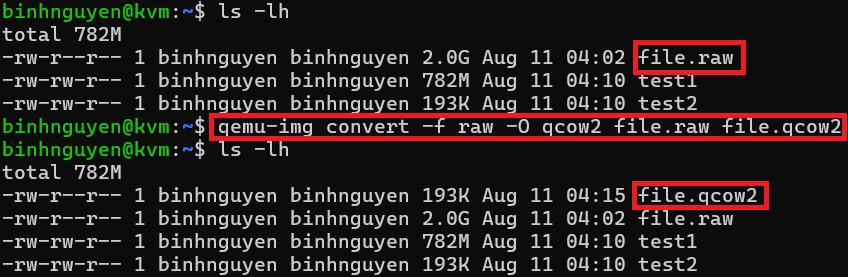 binhnguyen@kvm:~$ ls -lh
total 782M
-rw-r--r-- 1 binhnguyen binhnguyen 2.0G Aug 11 04:02 file.raw
-rw-rw-r-- 1 binhnguyen binhnguyen 782M Aug 11 04:10 test1
-rw-rw-r-- 1 binhnguyen binhnguyen 193K Aug 11 04:10 test2
binhnguyen@kvm:~$ qemu-img convert -f raw -O qcow2 file.raw file.qcow2
binhnguyen@kvm:~$ ls -lh
total 782M
-rw-r--r-- 1 binhnguyen binhnguyen 193K Aug 11 04:15 file.qcow2
-rw-r--r-- 1 binhnguyen binhnguyen 2.0G Aug 11 04:02 file.raw
-rw-rw-r-- 1 binhnguyen binhnguyen 782M Aug 11 04:10 test1
-rw-rw-r-- 1 binhnguyen binhnguyen 193K Aug 11 04:10 test2